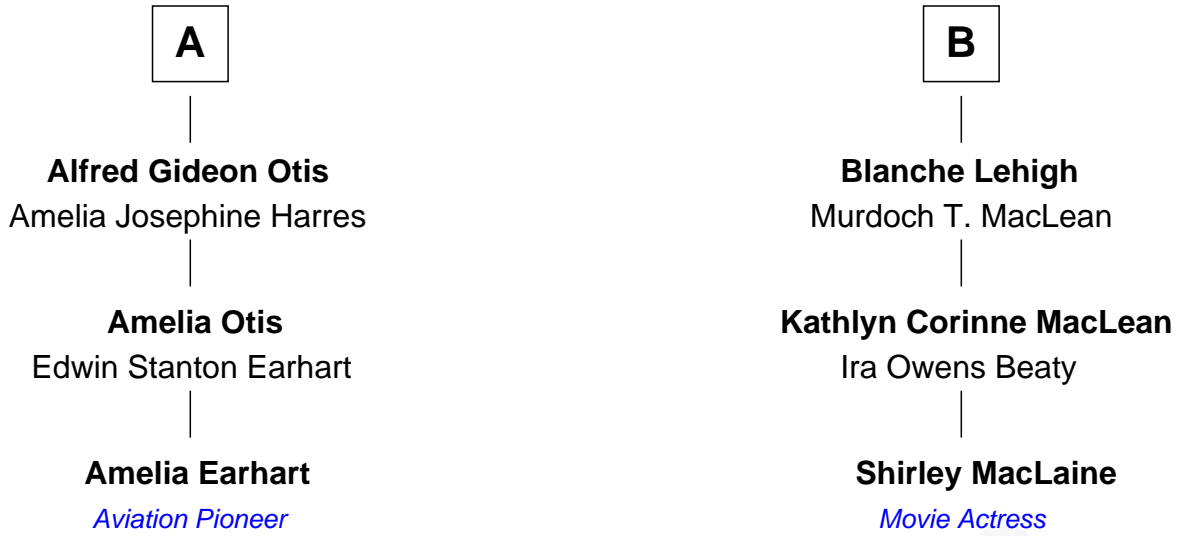 A
Alfred Gideon Otis
Amelia Josephine Harres
Amelia Otis
Edwin Stanton Earhart
Amelia Earhart
Aviation Pioneer
B
Blanche Lehigh
Murdoch T. MacLean
Kathlyn Corinne MacLean
Ira Owens Beaty
Shirley MacLaine
Movie Actress